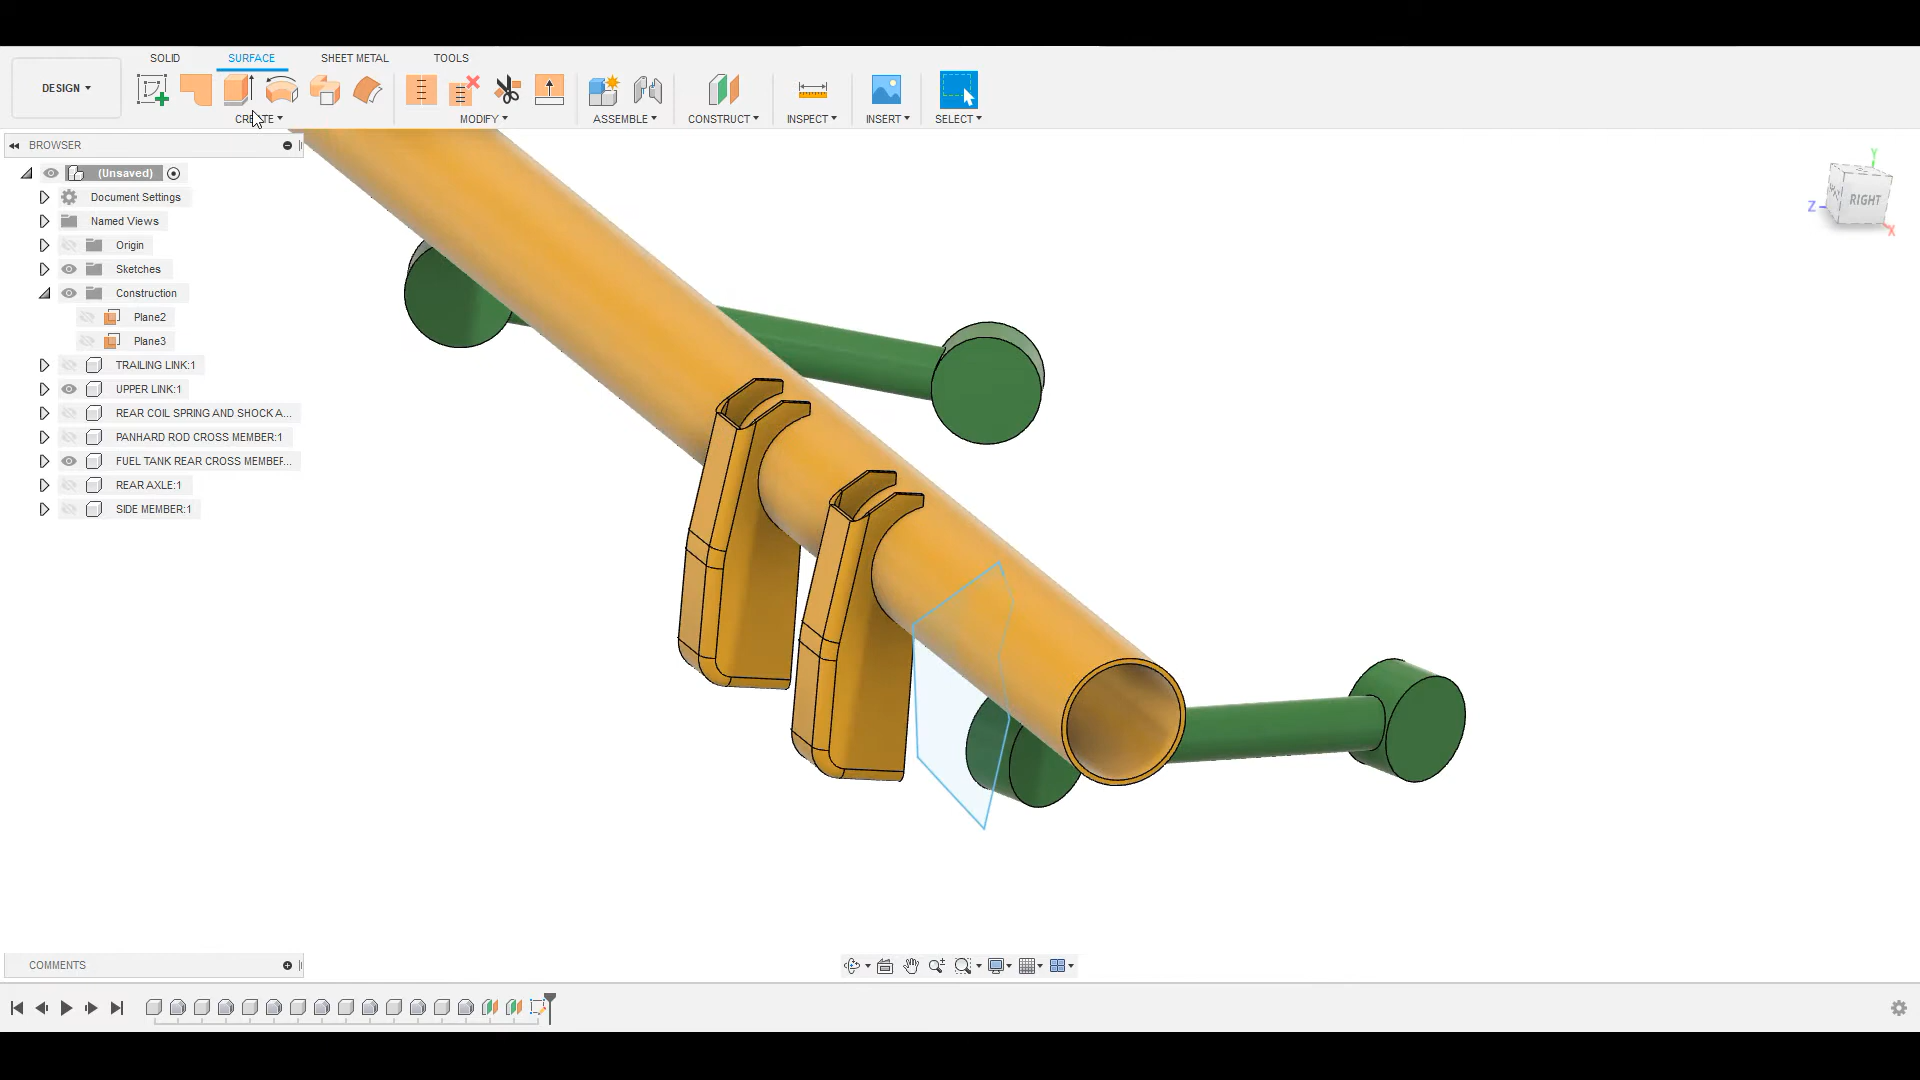 SOLID SURFACE SHEET METAL TOOLS
DESIGN
CREATE MODIFY ASSEMBLE CONSTRUCT INSPECT INSERT SELECT
BROWSER
(Unsaved)
Document Settings
Named Views
Origin
Sketches
Construction
Plane2
Plane3
TRAILING LINK:1
UPPER LINK:1
REAR COIL SPRING AND SHOCK A...
PANHARD ROD CROSS MEMBER:1
FUEL TANK REAR CROSS MEMBER...
REAR AXLE:1
SIDE MEMBER:1
Y
RIGHT
Z
X
COMMENTS